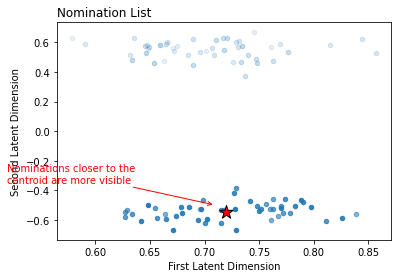 Nomination List
0.6
0.4
Second Latent Dimension
0.2
0.0
−0.2
Nominations closer to the
centroid are more visible
−0.4
−0.6
0.60
0.65
0.70
0.75
0.80
0.85
First Latent Dimension